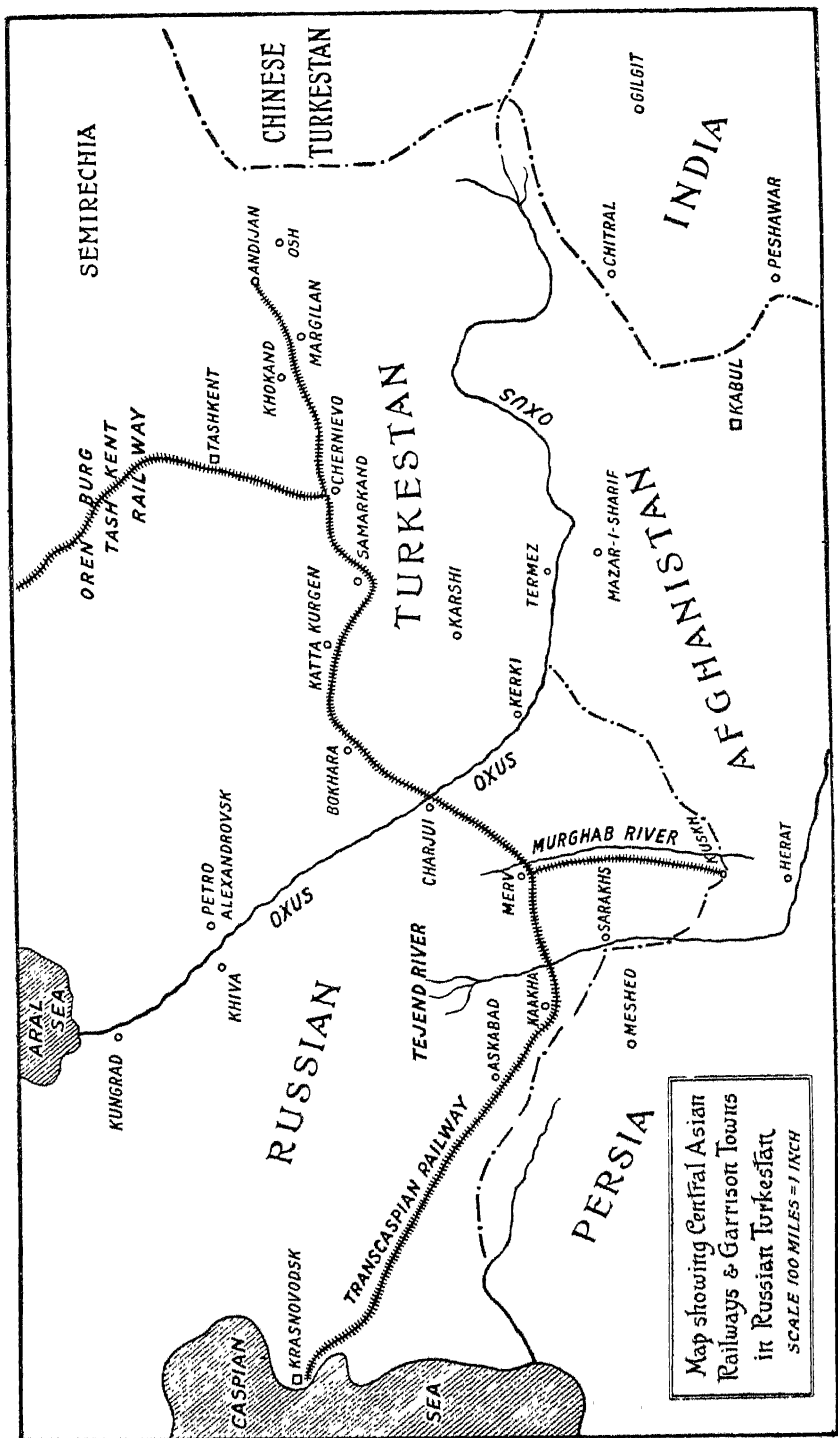 SEMIRECHIA
CHINESE
TURKESTAN
OREN BURG
TASHKENT
RAILWAY
TASHKENT
ANDIJAN
OSH
KHOKAND
MARGILAN
CHERNIEVO
SAMARKAND
KATTA KURGEN
BOKHARA
TURKESTAN
KARSHI
ARAL
SEA
KUNGRAD
PETRO
ALEXANDROVSK
KHIVA
OXUS
RUSSIAN
CHARJUI
OXUS
KERKI
TERMEZ
OXUS
MAZAR-I-SHARIF
GILGIT
INDIA
CHITRAL
PESHAWAR
KABUL
AFGHANISTAN
CASPIAN
SEA
KRASNOVODSK
TRANSCASPIAN RAILWAY
ASKABAD
KAAKHA
TEJEND RIVER
MERV
MURGHAB RIVER
SARAKHS
KUSKH
HERAT
MESHED
PERSIA
Map showing Central Asian
Railways & Garrison Towns
in Russian Turkestan
SCALE 100 MILES = 1 INCH